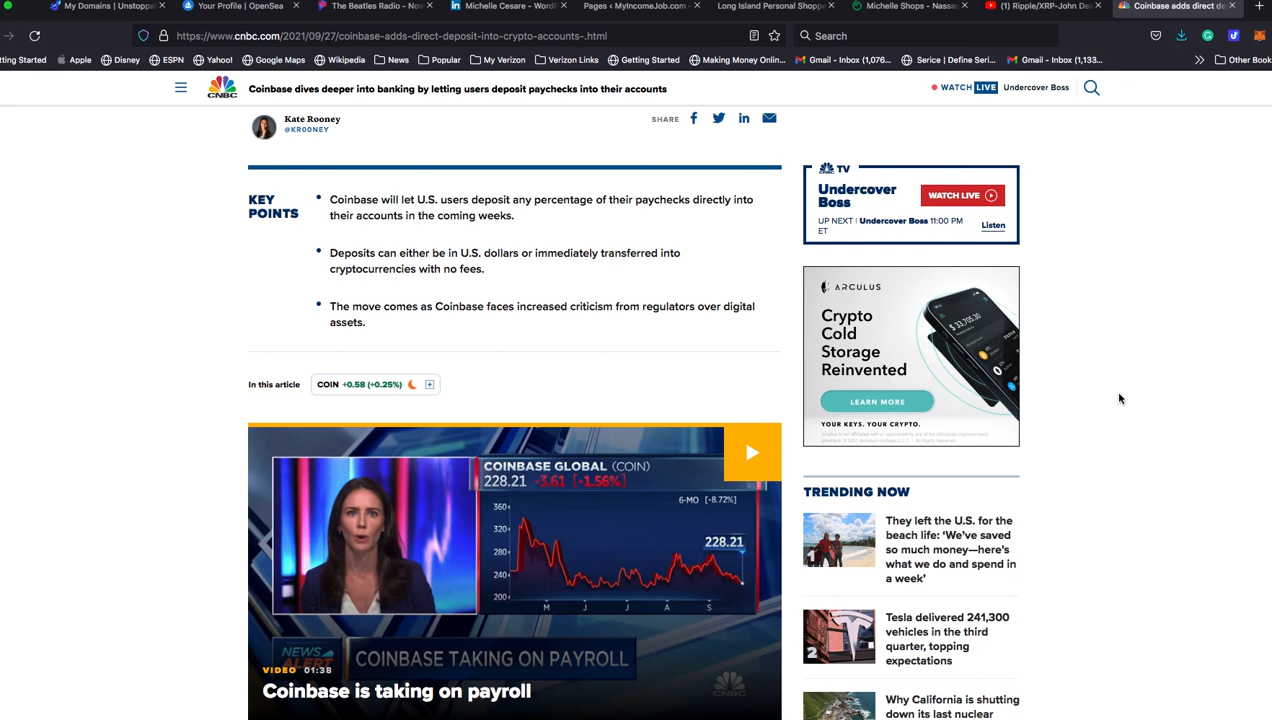 My Domains | Unstoppal
Your Profile | OpenSea
The Beatles Radio - Nov
Michelle Cesare – WordP
Pages ‹ MyIncomeJob.com
Long Island Personal Shoppe
Michelle Shops - Nassau
(1) Ripple/XRP-John De
Coinbase adds direct de
https://www.cnbc.com/2021/09/27/coinbase-adds-direct-deposit-into-crypto-accounts-.html
Search
tting Started
Apple
Disney
ESPN
Yahoo!
Google Maps
Wikipedia
News
Popular
My Verizon
Verizon Links
Getting Started
Making Money Onlin...
Gmail - Inbox (1,076...
Serice | Define Seri...
Gmail - Inbox (1,133...
Other Book
CNBC
Coinbase dives deeper into banking by letting users deposit paychecks into their accounts
WATCH LIVE
Undercover Boss
Kate Rooney
@KR00NEY
SHARE
KEY
POINTS
Coinbase will let U.S. users deposit any percentage of their paychecks directly into
their accounts in the coming weeks.
Deposits can either be in U.S. dollars or immediately transferred into
cryptocurrencies with no fees.
The move comes as Coinbase faces increased criticism from regulators over digital
assets.
In this article
COIN +0.58 (+0.25%)
COINBASE GLOBAL (COIN)
228.21 -3.61 [-1.56%]
6-MO [-8.72%]
360
320
280
240
200
228.21
M J J A S
NEWS
ALERT
COINBASE TAKING ON PAYROLL
VIDEO 01:38
Coinbase is taking on payroll
CNBC
TV
Undercover
Boss
WATCH LIVE
UP NEXT | Undercover Boss 11:00 PM
ET
Listen
ARCULUS
Crypto
Cold
Storage
Reinvented
$33,705.30
LEARN MORE
YOUR KEYS. YOUR CRYPTO.
TRENDING NOW
1
They left the U.S. for the
beach life: ‘We’ve saved
so much money—here’s
what we do and spend in
a week’
2
Tesla delivered 241,300
vehicles in the third
quarter, topping
expectations
Why California is shutting
down its last nuclear